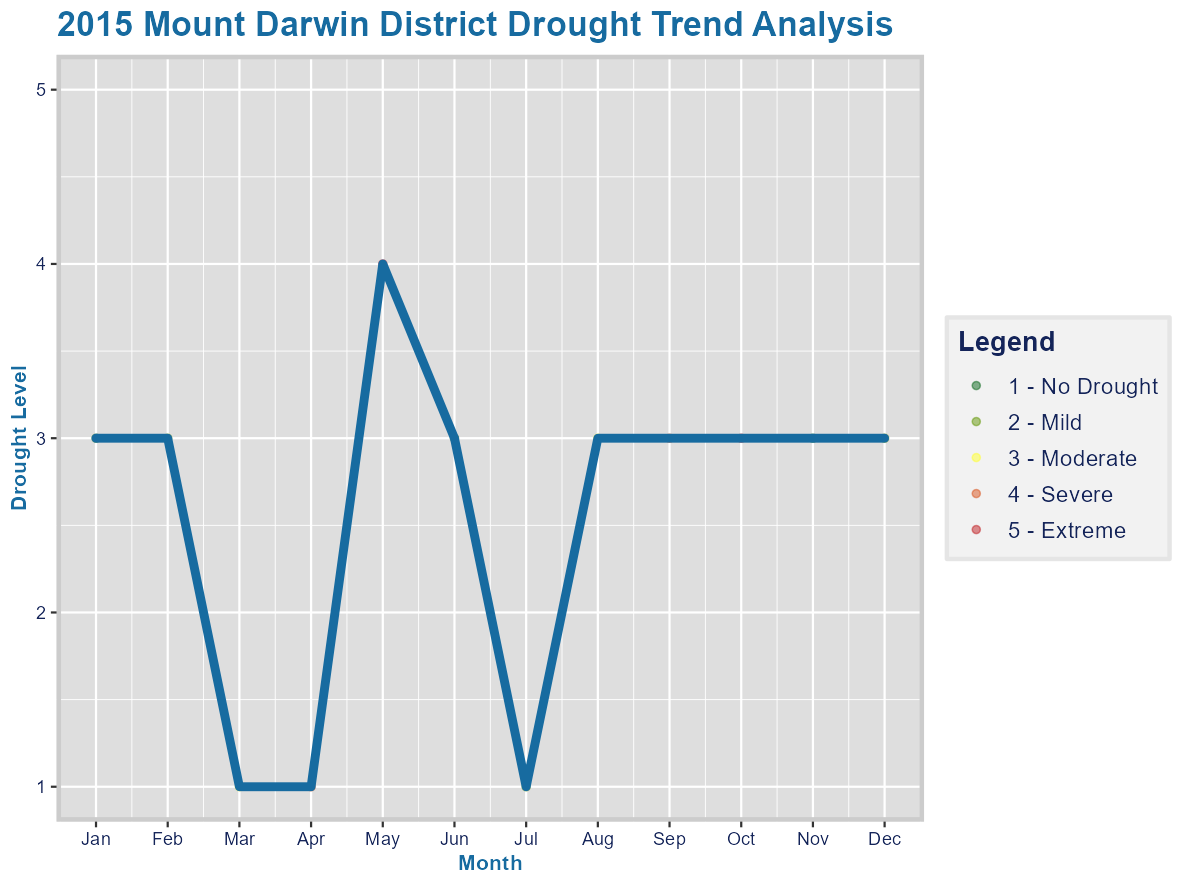 2015 Mount Darwin District Drought Trend Analysis
5
4
3
2
1
Drought Level
Jan Feb Mar Apr May Jun Jul Aug Sep Oct Nov Dec
Month
Legend
1 - No Drought
2 - Mild
3 - Moderate
4 - Severe
5 - Extreme